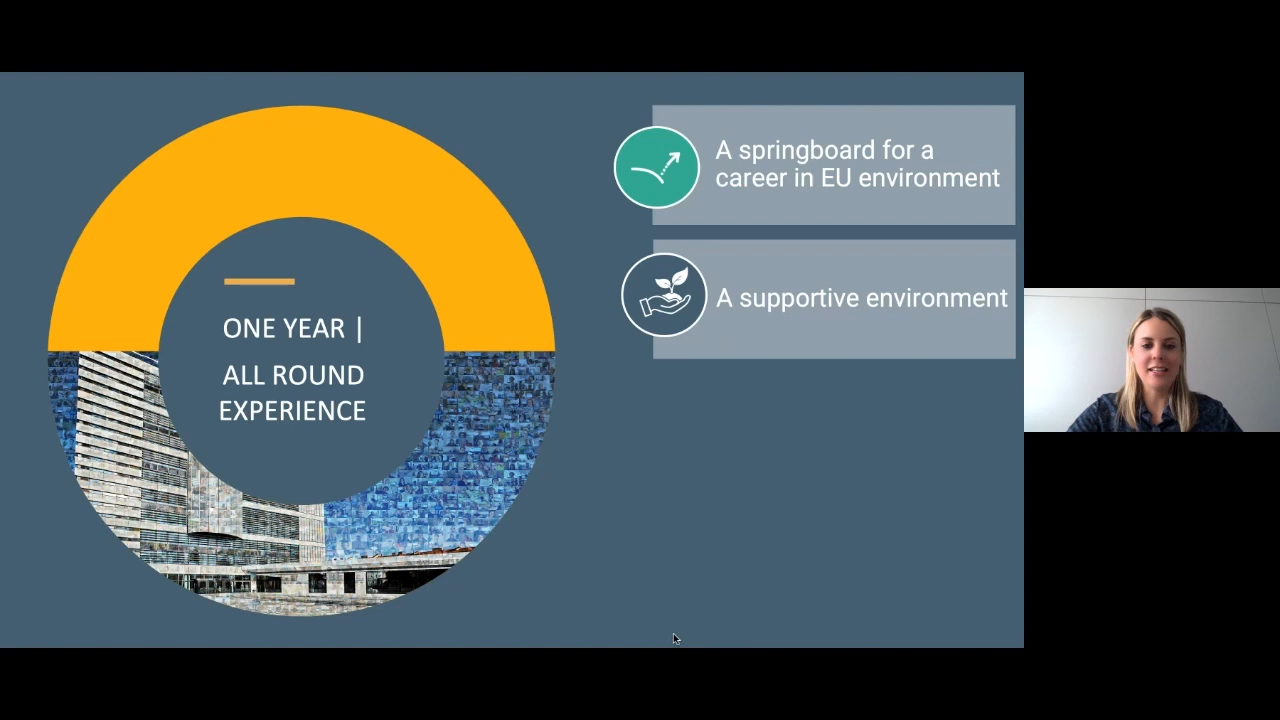 ONE YEAR |
ALL ROUND
EXPERIENCE
A springboard for a
career in EU environment
A supportive environment